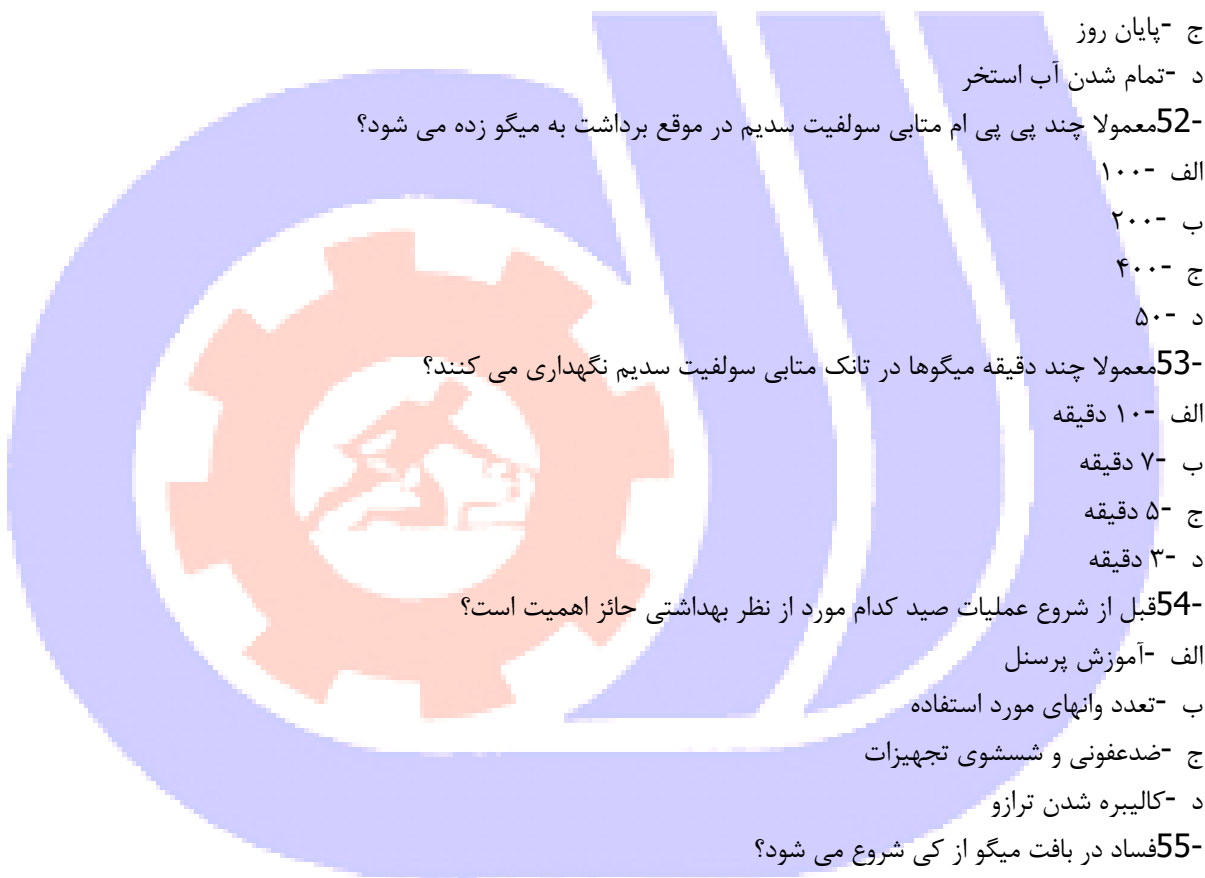 ج -پایان روز
د -تمام شدن آب استخر
52-معمولا چند پی پی ام متابی سولفیت سدیم در موقع برداشت به میگو زده می شود؟
الف -۱۰۰
ب -۲۰۰
ج -۴۰۰
د -۵۰
53-معمولا چند دقیقه میگوها در تانک متابی سولفیت سدیم نگهداری می کنند؟
الف -۱۰ دقیقه
ب -۷ دقیقه
ج -۵ دقیقه
د -۳ دقیقه
54-قبل از شروع عملیات صید کدام مورد از نظر بهداشتی حائز اهمیت است؟
الف -آموزش پرسنل
ب -تعدد وانهای مورد استفاده
ج -ضدعفونی و شسشوی تجهیزات
د -کالیبره شدن ترازو
55-فساد در بافت میگو از کی شروع می شود؟